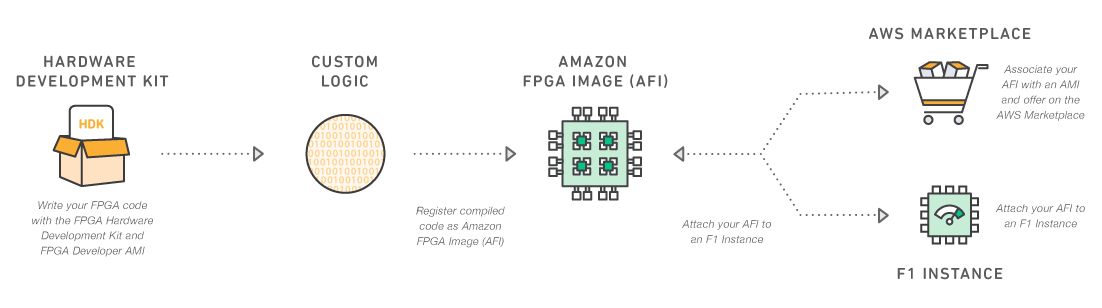 HARDWARE
DEVELOPMENT KIT
HDK
Write your FPGA code
with the FPGA Hardware
Development Kit and
FPGA Developer AMI
CUSTOM
LOGIC
Register compiled
code as Amazon
FPGA Image (AFI)
AMAZON
FPGA IMAGE (AFI)
Attach your AFI to
an F1 Instance
AWS MARKETPLACE
Associate your
AFI with an AMI
and offer on the
AWS Marketplace
Attach your AFI to
an F1 Instance
F1 INSTANCE